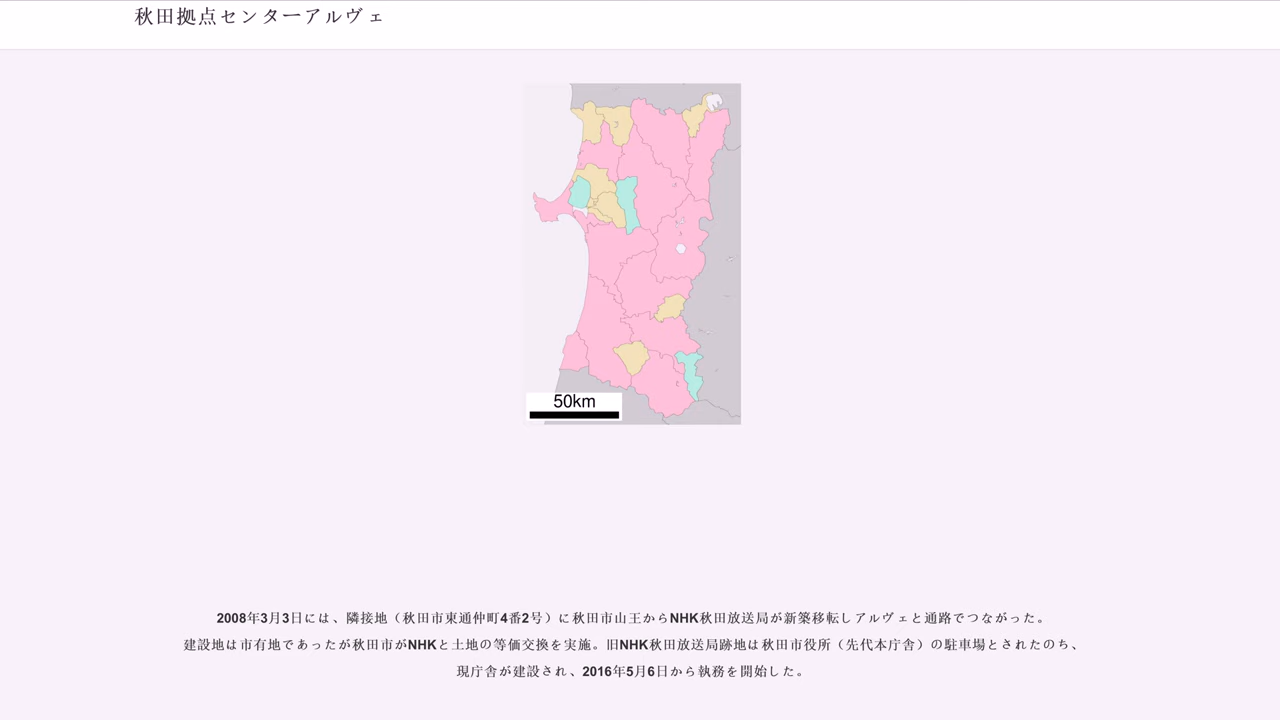 秋田拠点センターアルヴェ
50km
2008年3月3日には、隣接地（秋田市東通仲町4番2号）に秋田市山王からNHK秋田放送局が新築移転しアルヴェと通路でつながった。
建設地は市有地であったが秋田市がNHKと土地の等価交換を実施。旧NHK秋田放送局跡地は秋田市役所（先代本庁舎）の駐車場とされたのち、
現庁舎が建設され、2016年5月6日から執務を開始した。